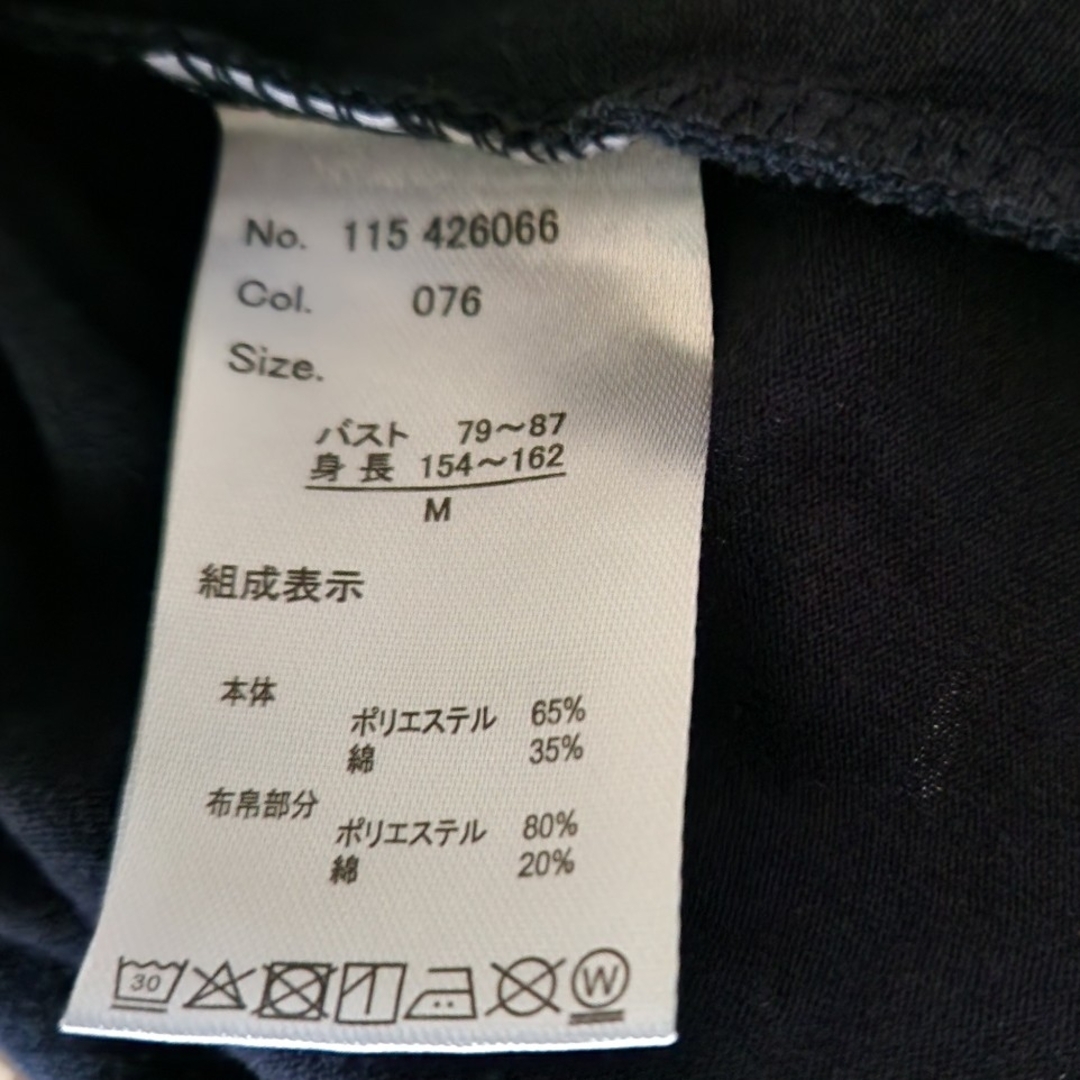 No. 115 426066
Col. 076
Size.
バスト 79～87
身長 154～162
M
組成表示
本体
ポリエステル 65%
綿 35%
布帛部分
ポリエステル 80%
綿 20%
30
W